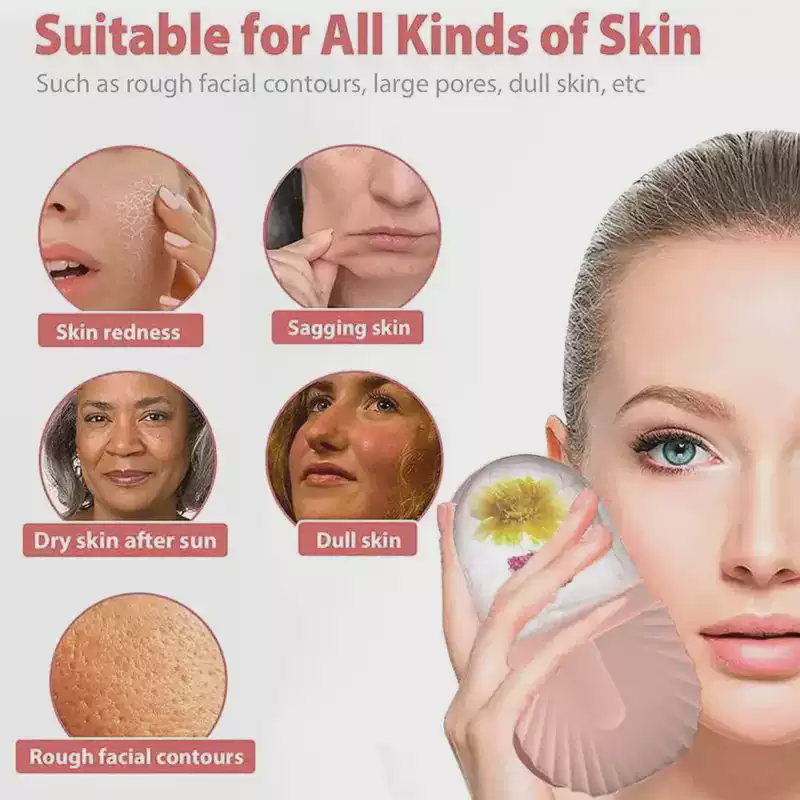 Suitable for All Kinds of Skin
Such as rough facial contours, large pores, dull skin, etc
Skin redness
Sagging skin
Dry skin after sun
Dull skin
Rough facial contours